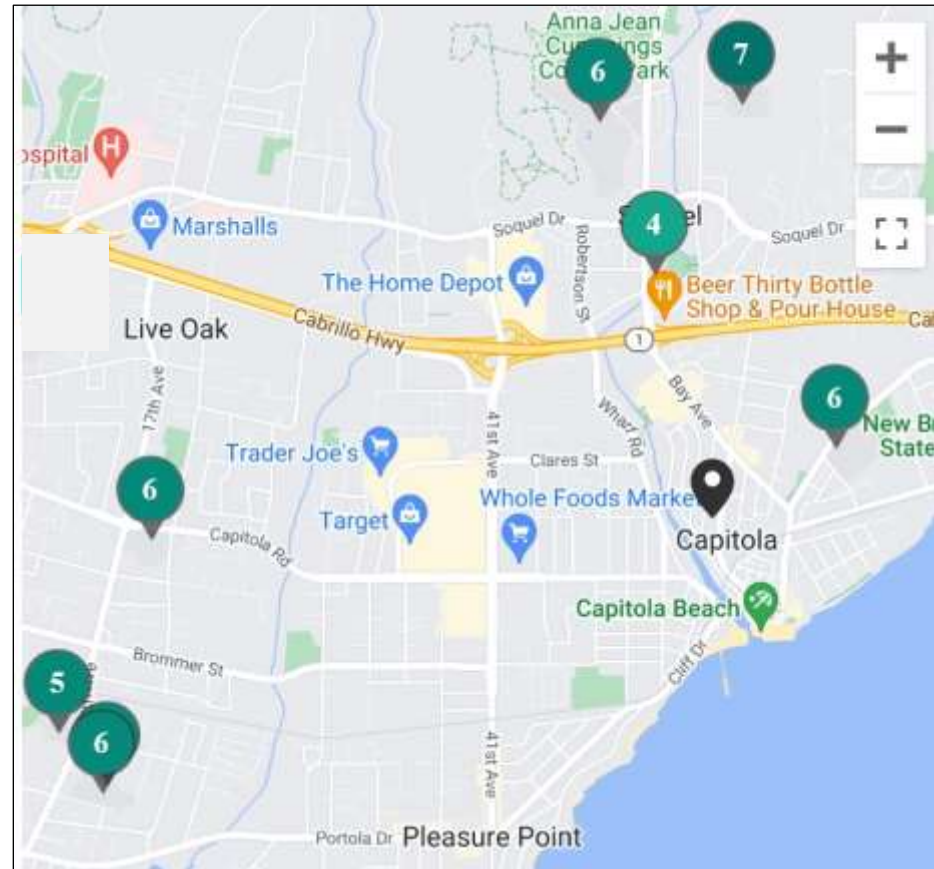 Anna Jean
Cummings
Co Park
6
7
+
−
ospital
H
Marshalls
Soquel Dr
Robertson St
4
Soquel Dr
The Home Depot
Beer Thirty Bottle
Shop & Pour House
Live Oak
Cabrillo Hwy
1
Cab
17th Ave
41st Ave
Wharf Rd
Bay Ave
6
New Br
State
Trader Joe's
Clares St
6
Target
Whole Foods Market
Capitola Rd
Capitola
Capitola Beach
Brommer St
Cliff Dr
5
6
41st Ave
Portola Dr
Pleasure Point